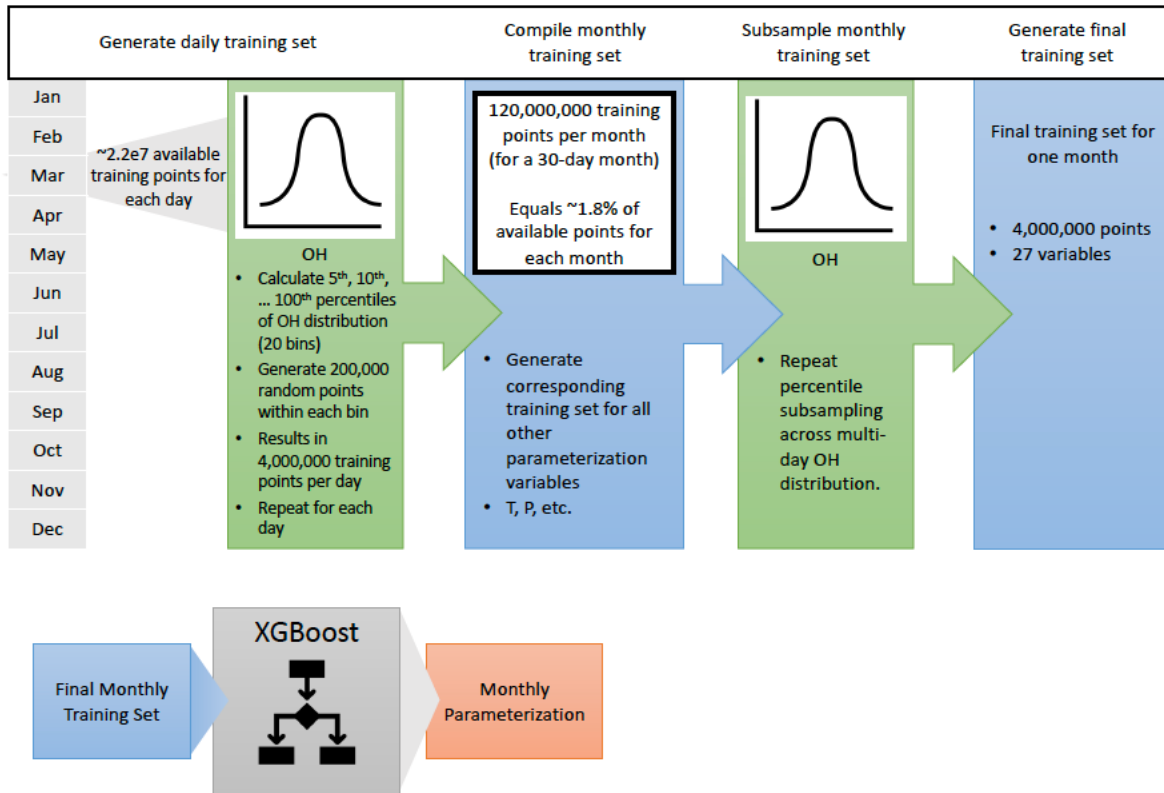 Generate daily training set
Compile monthly
training set
Subsample monthly
training set
Generate final
training set
Jan
Feb
Mar
Apr
May
Jun
Jul
Aug
Sep
Oct
Nov
Dec
~2.2e7 available
training points for
each day
OH
• Calculate 5th, 10th,
... 100th percentiles
of OH distribution
(20 bins)
• Generate 200,000
random points
within each bin
• Results in
4,000,000 training
points per day
• Repeat for each
day
120,000,000 training
points per month
(for a 30-day month)
Equals ~1.8% of
available points for
each month
• Generate
corresponding
training set for all
other
parameterization
variables
• T, P, etc.
OH
• Repeat
percentile
subsampling
across multi-
day OH
distribution.
Final training set for
one month
• 4,000,000 points
• 27 variables
Final Monthly
Training Set
XGBoost
Monthly
Parameterization